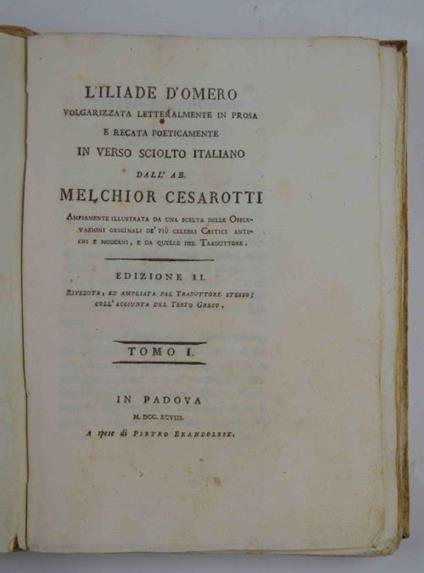 L'ILIADE D'OMERO
VOLGARIZZATA LETTERALMENTE IN PROSA
E RECATA POETICAMENTE
IN VERSO SCIOLTO ITALIANO
DALL' AB.
MELCHIOR CESAROTTI
AMPIAMENTE ILLUSTRATA DA UNA SCELTA DELLE OSSER-
VAZIONI ORIGINALI DE' PIÙ CELEBRI CRITICI ANTI-
CHI E MODERNI, E DA QUELLE DEL TRADUTTORE.
EDIZIONE II.
RIVEDUTA, ED AMPLIATA DAL TRADUTTORE STESSO;
COLL' AGGIUNTA DEL TESTO GRECO.
TOMO I.
IN PADOVA
M. DCC. XCVIII.
A spese di PIETRO BRANDOLESE.